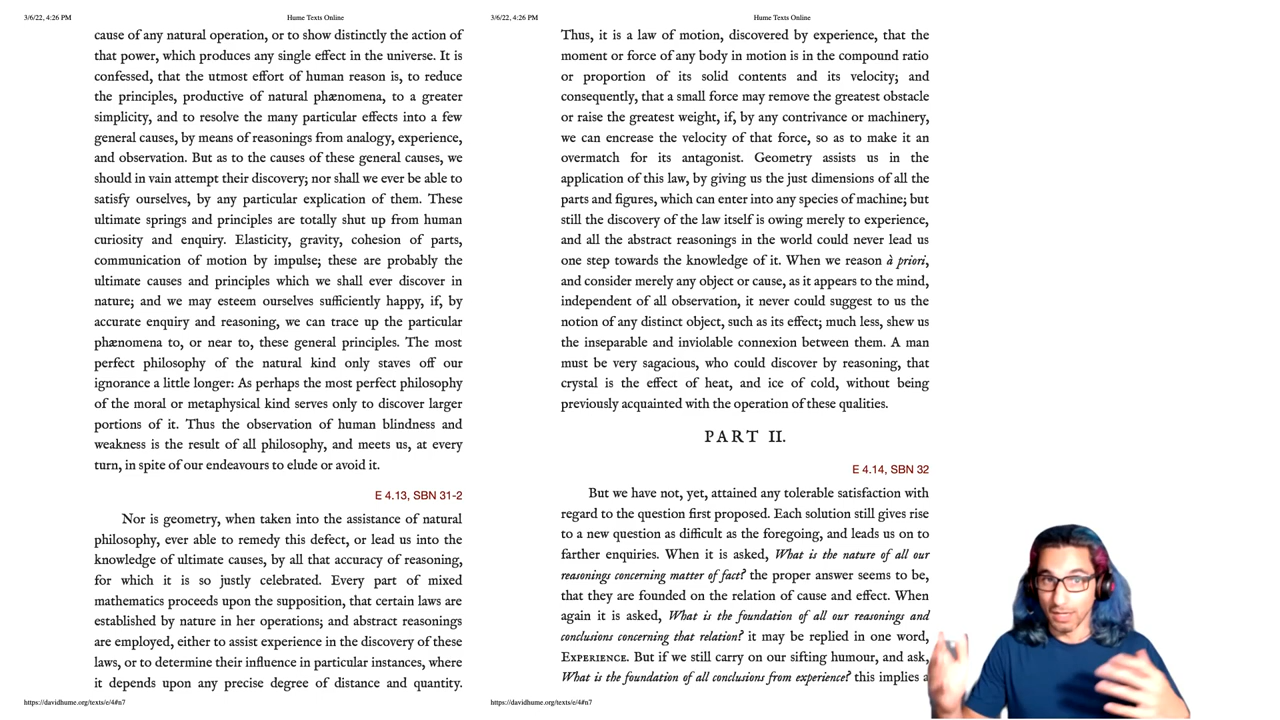 3/6/22, 4:26 PM
Hume Texts Online
cause of any natural operation, or to show distinctly the action of
that power, which produces any single effect in the universe. It is
confessed, that the utmost effort of human reason is, to reduce
the principles, productive of natural phænomena, to a greater
simplicity, and to resolve the many particular effects into a few
general causes, by means of reasonings from analogy, experience,
and observation. But as to the causes of these general causes, we
should in vain attempt their discovery; nor shall we ever be able to
satisfy ourselves, by any particular explication of them. These
ultimate springs and principles are totally shut up from human
curiosity and enquiry. Elasticity, gravity, cohesion of parts,
communication of motion by impulse; these are probably the
ultimate causes and principles which we shall ever discover in
nature; and we may esteem ourselves sufficiently happy, if, by
accurate enquiry and reasoning, we can trace up the particular
phænomena to, or near to, these general principles. The most
perfect philosophy of the natural kind only staves off our
ignorance a little longer: As perhaps the most perfect philosophy
of the moral or metaphysical kind serves only to discover larger
portions of it. Thus the observation of human blindness and
weakness is the result of all philosophy, and meets us, at every
turn, in spite of our endeavours to elude or avoid it.
E 4.13, SBN 31-2
Nor is geometry, when taken into the assistance of natural
philosophy, ever able to remedy this defect, or lead us into the
knowledge of ultimate causes, by all that accuracy of reasoning,
for which it is so justly celebrated. Every part of mixed
mathematics proceeds upon the supposition, that certain laws are
established by nature in her operations; and abstract reasonings
are employed, either to assist experience in the discovery of these
laws, or to determine their influence in particular instances, where
it depends upon any precise degree of distance and quantity.
https://davidhume.org/texts/e/4#n7
3/6/22, 4:26 PM
Hume Texts Online
Thus, it is a law of motion, discovered by experience, that the
moment or force of any body in motion is in the compound ratio
or proportion of its solid contents and its velocity; and
consequently, that a small force may remove the greatest obstacle
or raise the greatest weight, if, by any contrivance or machinery,
we can encrease the velocity of that force, so as to make it an
overmatch for its antagonist. Geometry assists us in the
application of this law, by giving us the just dimensions of all the
parts and figures, which can enter into any species of machine; but
still the discovery of the law itself is owing merely to experience,
and all the abstract reasonings in the world could never lead us
one step towards the knowledge of it. When we reason à priori,
and consider merely any object or cause, as it appears to the mind,
independent of all observation, it never could suggest to us the
notion of any distinct object, such as its effect; much less, shew us
the inseparable and inviolable connexion between them. A man
must be very sagacious, who could discover by reasoning, that
crystal is the effect of heat, and ice of cold, without being
previously acquainted with the operation of these qualities.
PART II.
E 4.14, SBN 32
But we have not, yet, attained any tolerable satisfaction with
regard to the question first proposed. Each solution still gives rise
to a new question as difficult as the foregoing, and leads us on to
farther enquiries. When it is asked, What is the nature of all our
reasonings concerning matter of fact? the proper answer seems to be,
that they are founded on the relation of cause and effect. When
again it is asked, What is the foundation of all our reasonings and
conclusions concerning that relation? it may be replied in one word,
EXPERIENCE. But if we still carry on our sifting humour, and ask,
What is the foundation of all conclusions from experience? this implies a
https://davidhume.org/texts/e/4#n7